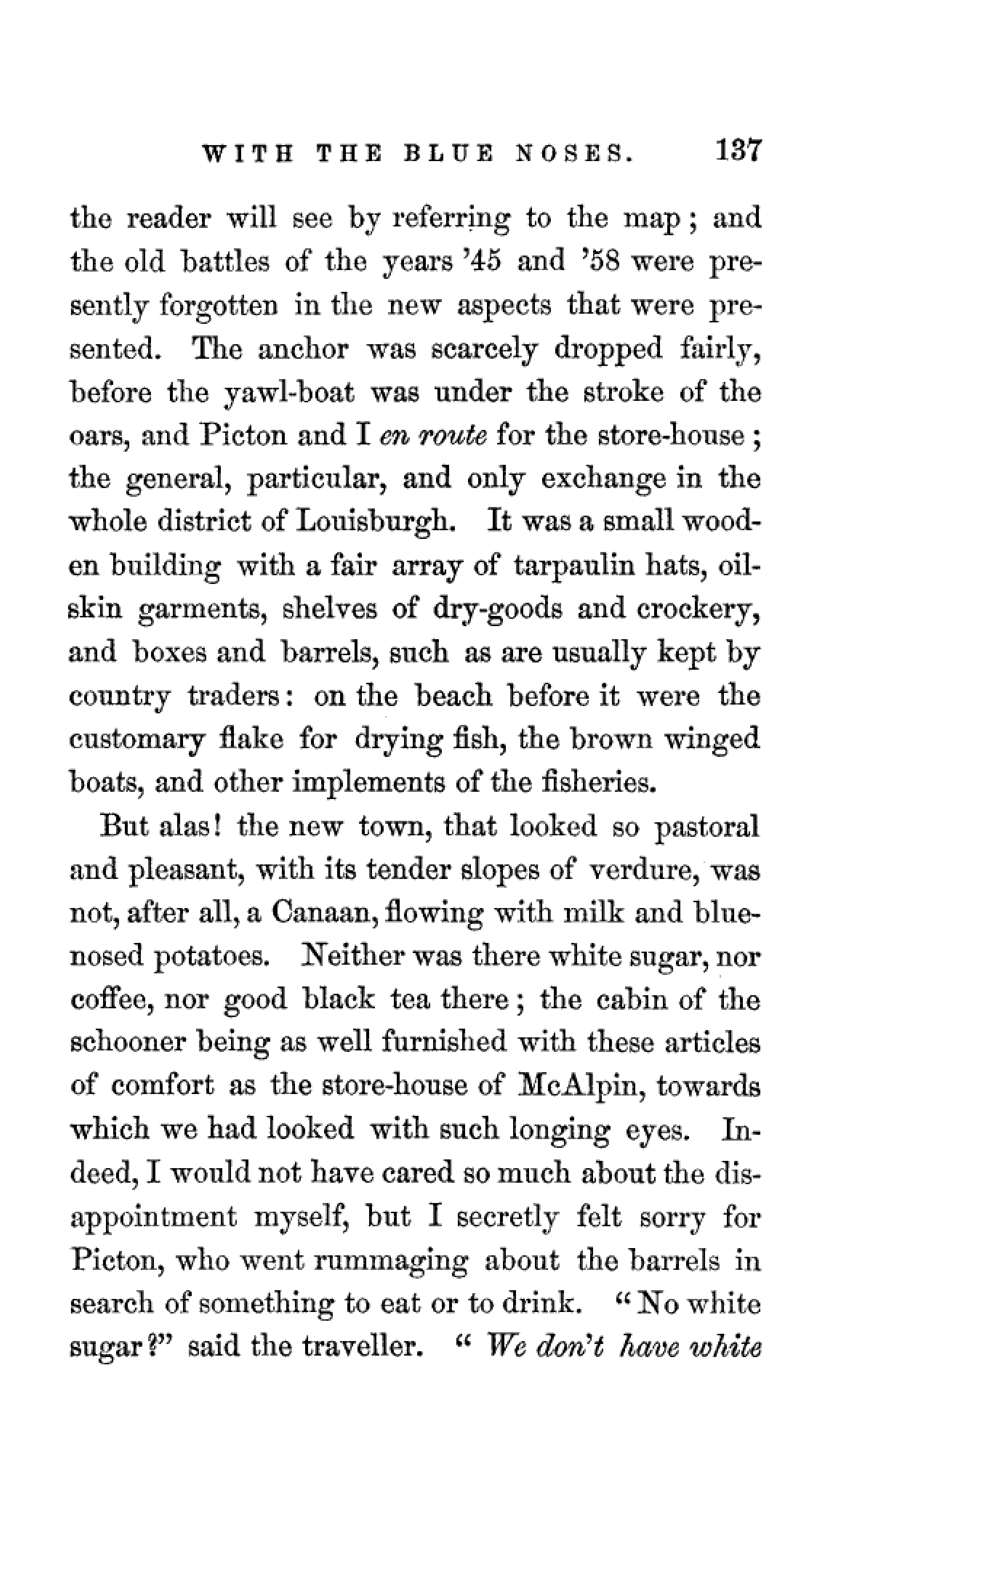 WITH THE BLUE NOSES. 137
the reader will see by referring to the map; and
the old battles of the years '45 and '58 were pre-
sently forgotten in the new aspects that were pre-
sented. The anchor was scarcely dropped fairly,
before the yawl-boat was under the stroke of the
oars, and Picton and I en route for the store-house;
the general, particular, and only exchange in the
whole district of Louisburgh. It was a small wood-
en building with a fair array of tarpaulin hats, oil-
skin garments, shelves of dry-goods and crockery,
and boxes and barrels, such as are usually kept by
country traders: on the beach before it were the
customary flake for drying fish, the brown winged
boats, and other implements of the fisheries.
But alas! the new town, that looked so pastoral
and pleasant, with its tender slopes of verdure, was
not, after all, a Canaan, flowing with milk and blue-
nosed potatoes. Neither was there white sugar, nor
coffee, nor good black tea there; the cabin of the
schooner being as well furnished with these articles
of comfort as the store-house of McAlpin, towards
which we had looked with such longing eyes. In-
deed, I would not have cared so much about the dis-
appointment myself, but I secretly felt sorry for
Picton, who went rummaging about the barrels in
search of something to eat or to drink. "No white
sugar?" said the traveller. "We don't have white